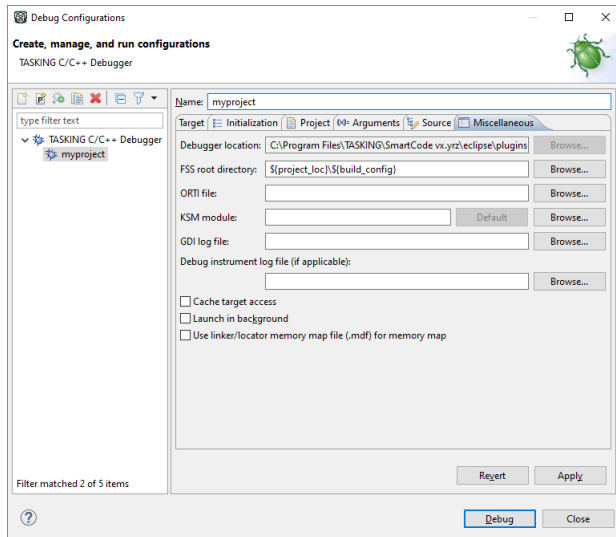 Debug Configurations
Create, manage, and run configurations
TASKING C/C++ Debugger
type filter text
TASKING C/C++ Debugger
myproject
Filter matched 2 of 5 items
Name: myproject
Target Initialization Project (x)= Arguments Source Miscellaneous
Debugger location: C:\Program Files\TASKING\SmartCode vx.yrz\eclipse\plugins Browse...
FSS root directory: ${project_loc}\${build_config} Browse...
ORTI file: Browse...
KSM module: Default Browse...
GDI log file: Browse...
Debug instrument log file (if applicable):
Browse...
Cache target access
Launch in background
Use linker/locator memory map file (.mdf) for memory map
Revert Apply
Debug Close